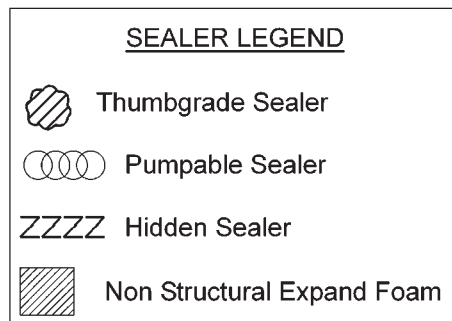 SEALER LEGEND
Thumbgrade Sealer
Pumpable Sealer
ZZZZ Hidden Sealer
Non Structural Expand Foam